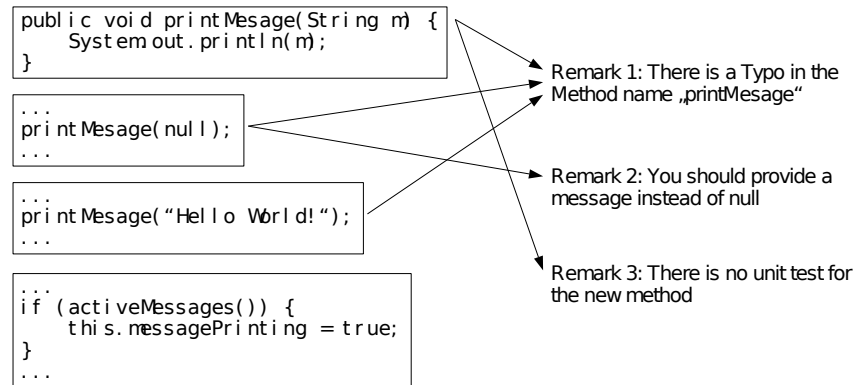 public void printMesage(String m) {
    System.out.println(m);
}
...
printMesage(null);
...
...
printMesage(“Hello World!“);
...
...
if (activeMessages()) {
    this.messagePrinting = true;
}
...
Remark 1: There is a Typo in the
Method name „printMesage“
Remark 2: You should provide a
message instead of null
Remark 3: There is no unit test for
the new method